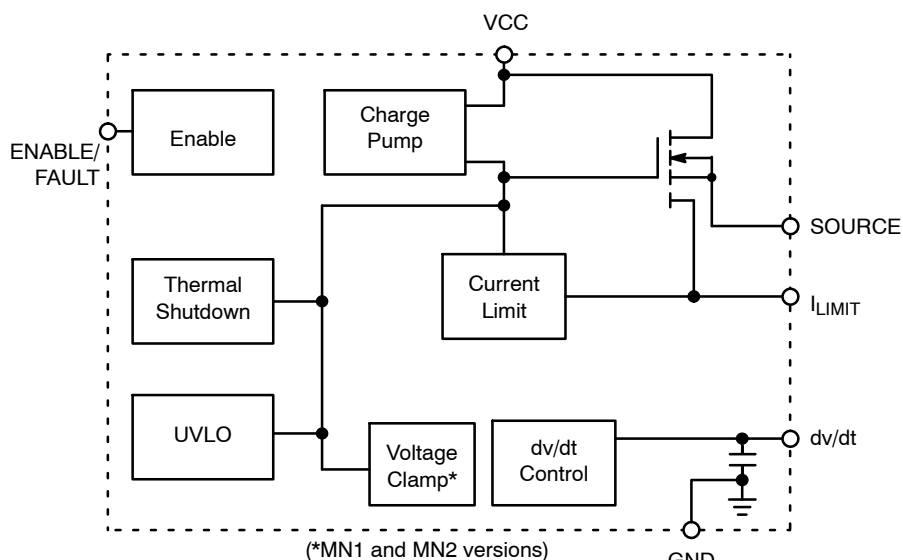 VCC
Enable
Charge
Pump
ENABLE/
FAULT
SOURCE
Thermal
Shutdown
Current
Limit
ILIMIT
UVLO
Voltage
Clamp*
dv/dt
Control
dv/dt
(*MN1 and MN2 versions)
GND